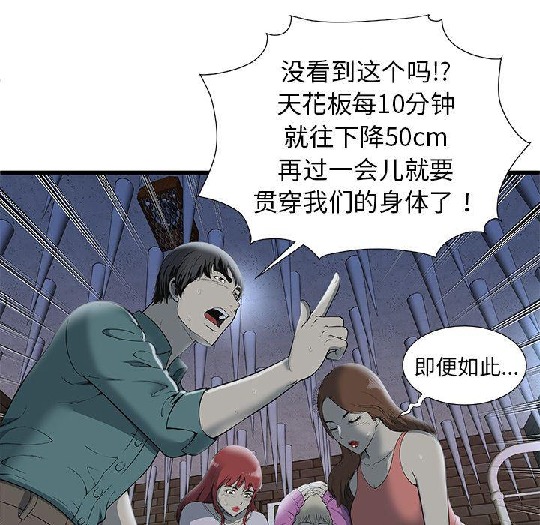 没看到这个吗!?
天花板每10分钟
就往下降50cm
再过一会儿就要
贯穿我们的身体了！
即便如此...